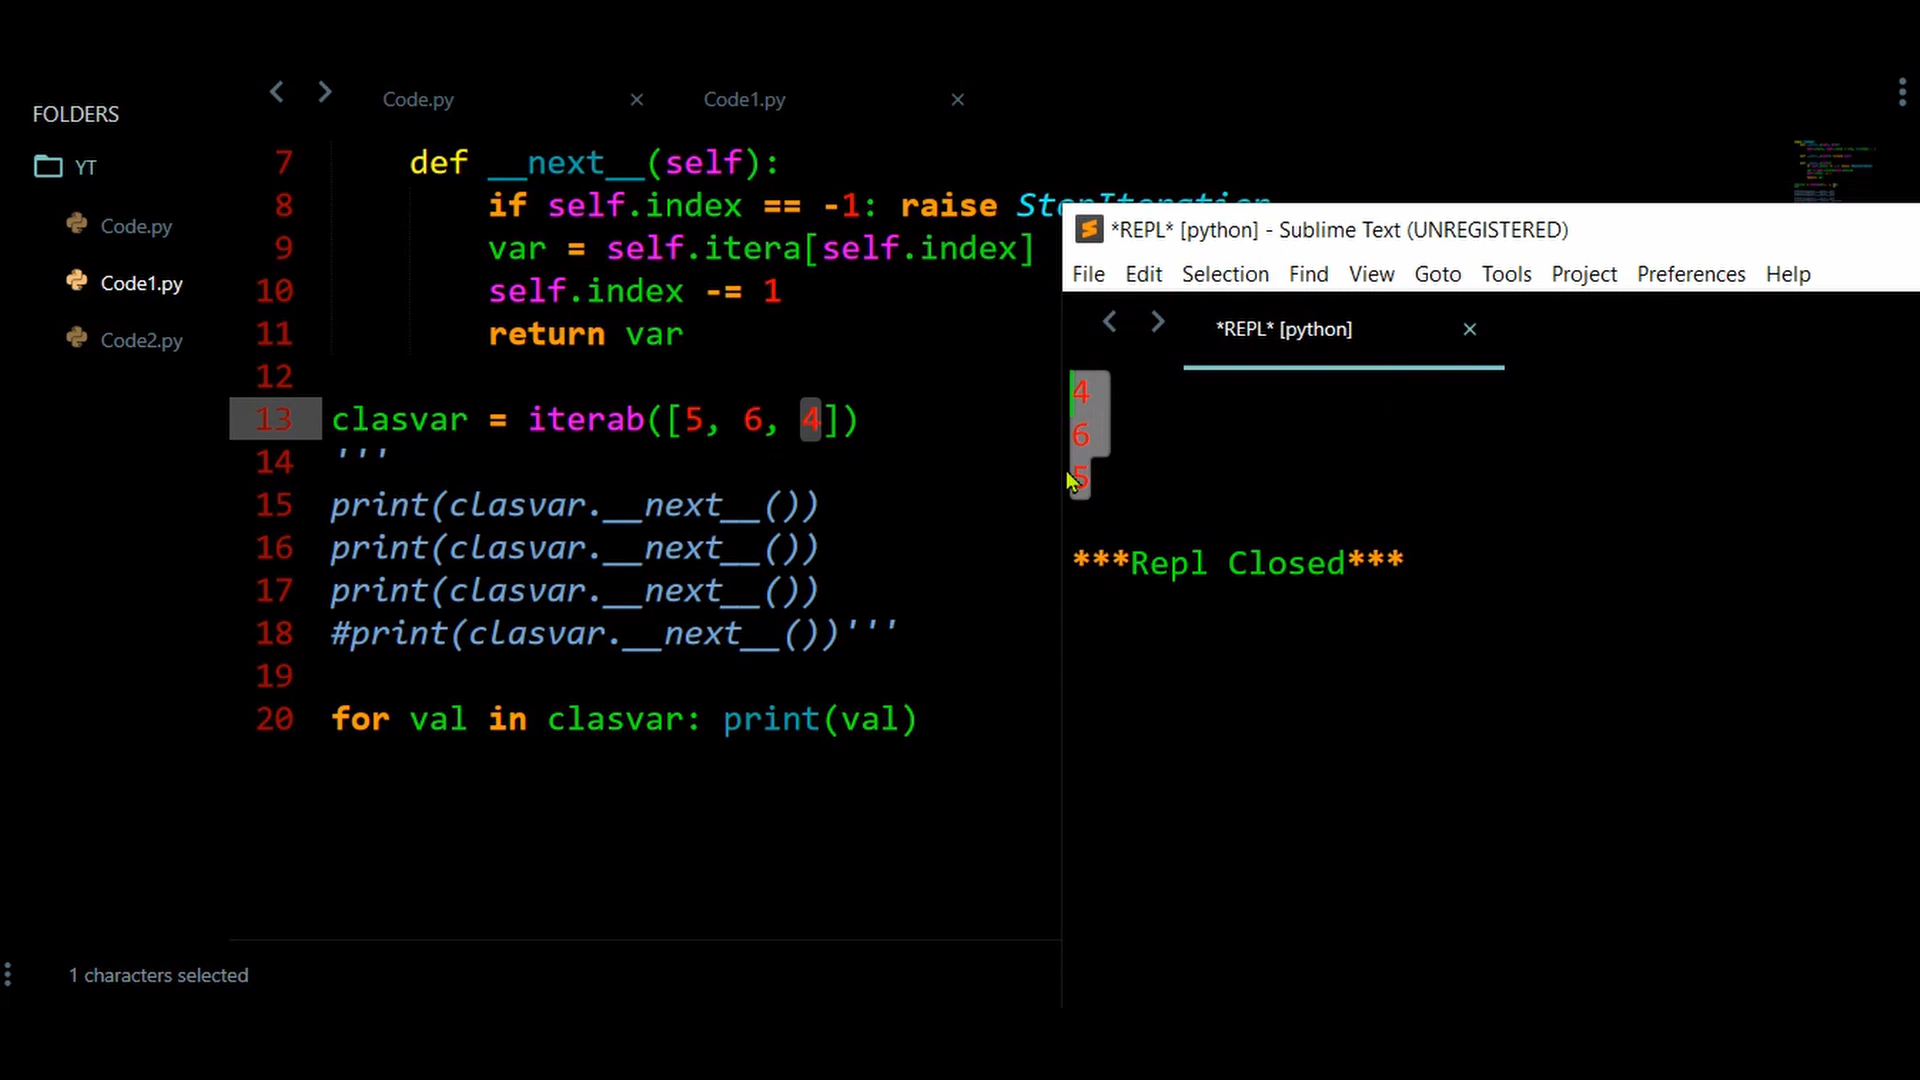 FOLDERS
YT
Code.py
Code1.py
Code2.py
Code.py
Code1.py
7 def __next__(self):
8 if self.index == -1: raise StopIteration
9 var = self.itera[self.index]
10 self.index -= 1
11 return var
12
13 clasvar = iterab([5, 6, 4])
14 '''
15 print(clasvar.__next__())
16 print(clasvar.__next__())
17 print(clasvar.__next__())
18 #print(clasvar.__next__())'''
19
20 for val in clasvar: print(val)
1 characters selected
*REPL* [python] - Sublime Text (UNREGISTERED)
File Edit Selection Find View Goto Tools Project Preferences Help
*REPL* [python]
4
6
5
***Repl Closed***